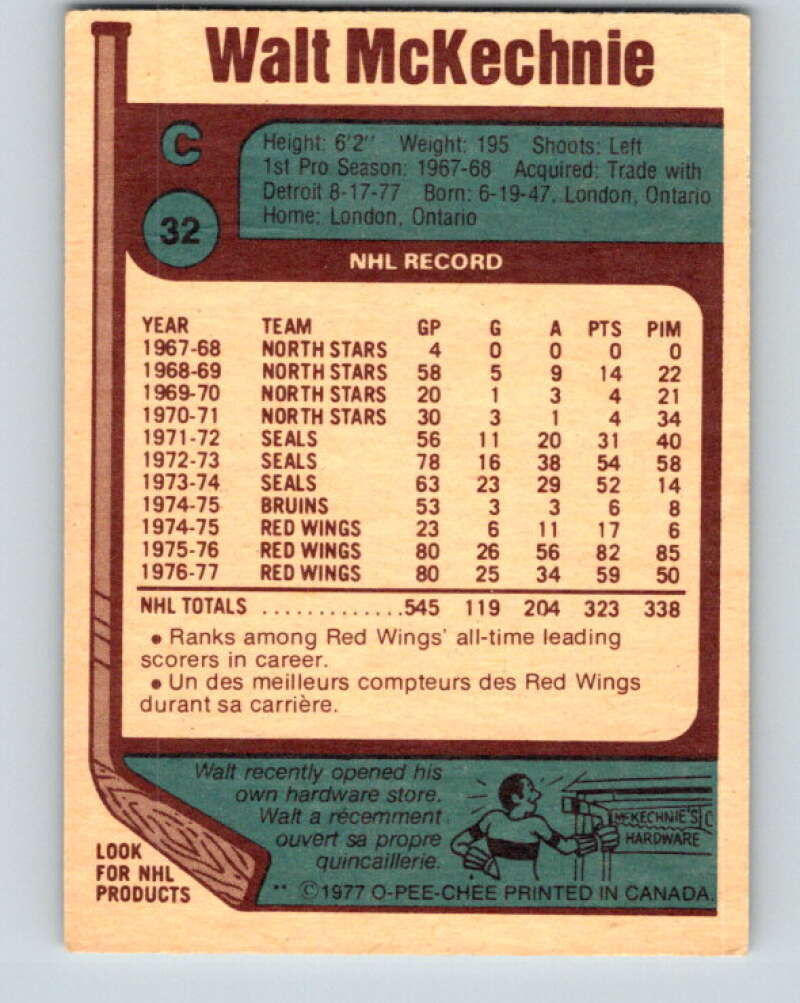 Walt McKechnie
C
32
Height: 6'2" Weight: 195 Shoots: Left
1st Pro Season: 1967-68 Acquired: Trade with
Detroit 8-17-77 Born: 6-19-47, London, Ontario
Home: London, Ontario
NHL RECORD
YEAR TEAM GP G A PTS PIM
1967-68 NORTH STARS 4 0 0 0 0
1968-69 NORTH STARS 58 5 9 14 22
1969-70 NORTH STARS 20 1 3 4 21
1970-71 NORTH STARS 30 3 1 4 34
1971-72 SEALS 56 11 20 31 40
1972-73 SEALS 78 16 38 54 58
1973-74 SEALS 63 23 29 52 14
1974-75 BRUINS 53 3 3 6 8
1974-75 RED WINGS 23 6 11 17 6
1975-76 RED WINGS 80 26 56 82 85
1976-77 RED WINGS 80 25 34 59 50
NHL TOTALS .............545 119 204 323 338
• Ranks among Red Wings' all-time leading
scorers in career.
• Un des meilleurs compteurs des Red Wings
durant sa carrière.
Walt recently opened his
own hardware store.
Walt a récemment
ouvert sa propre
quincaillerie.
McKECHNIE'S
HARDWARE
LOOK
FOR NHL
PRODUCTS
** ©1977 O-PEE-CHEE PRINTED IN CANADA.